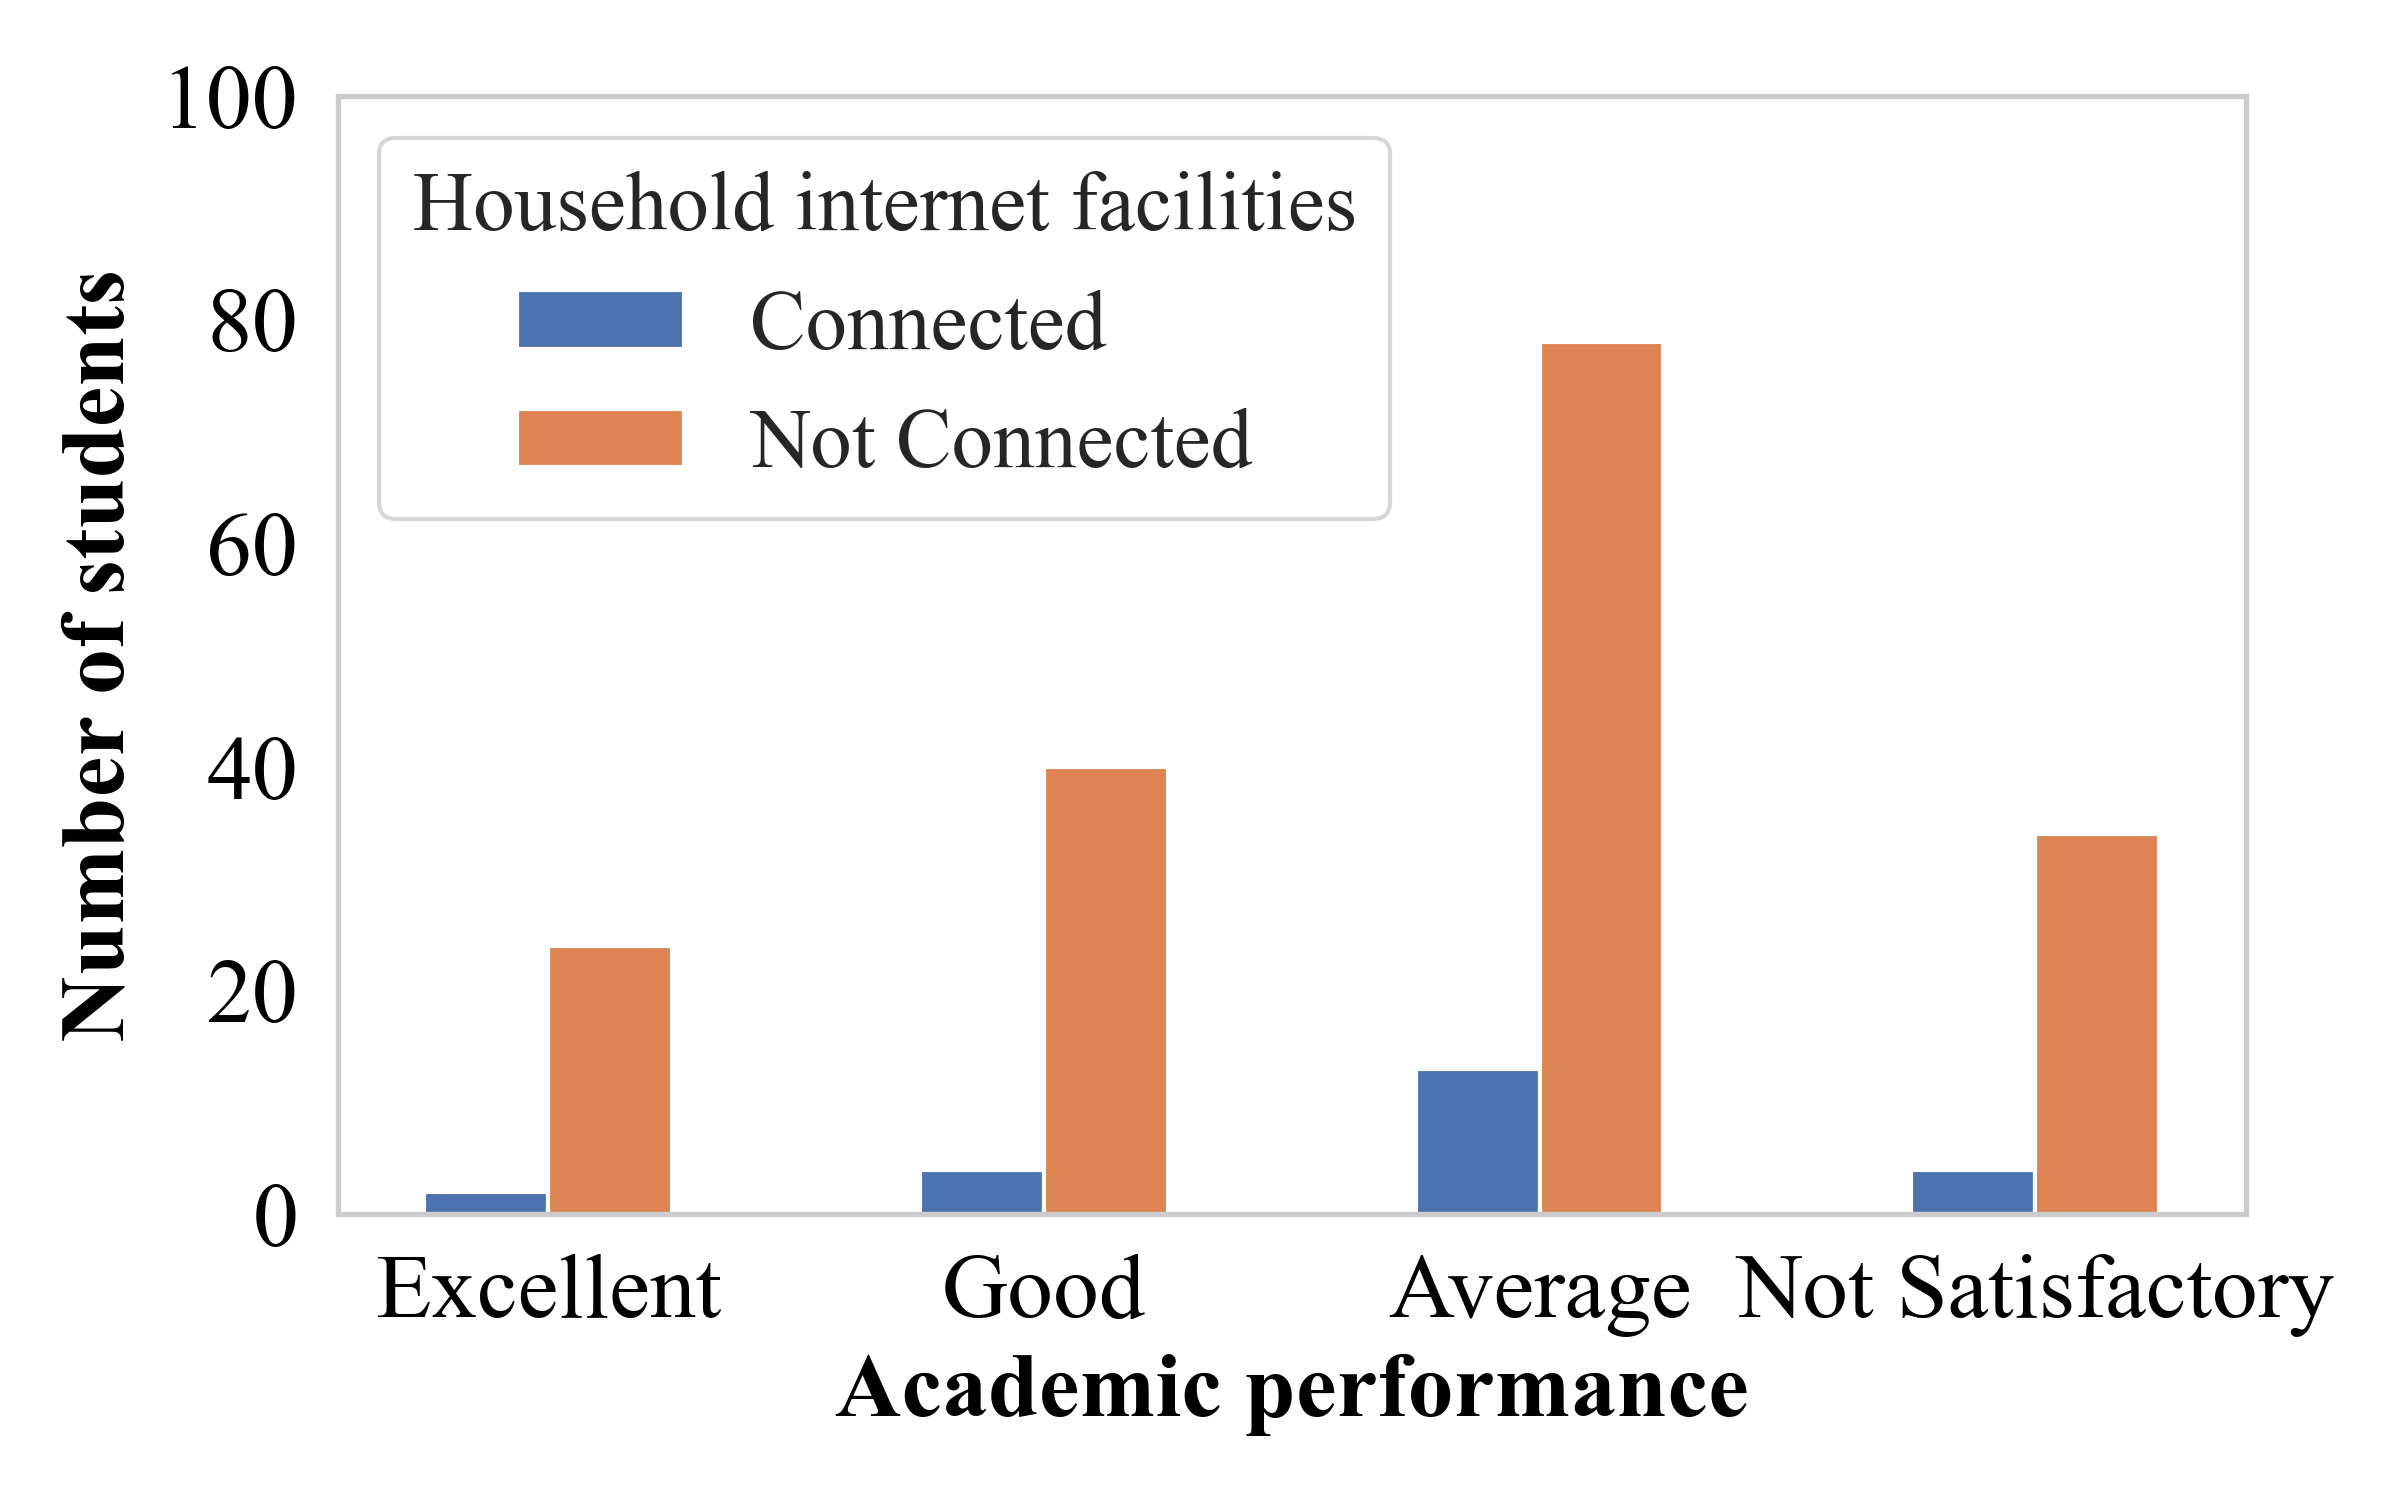 100
80
60
40
20
0
Number of students
Household internet facilities
Connected
Not Connected
Excellent
Good
Average
Not Satisfactory
Academic performance